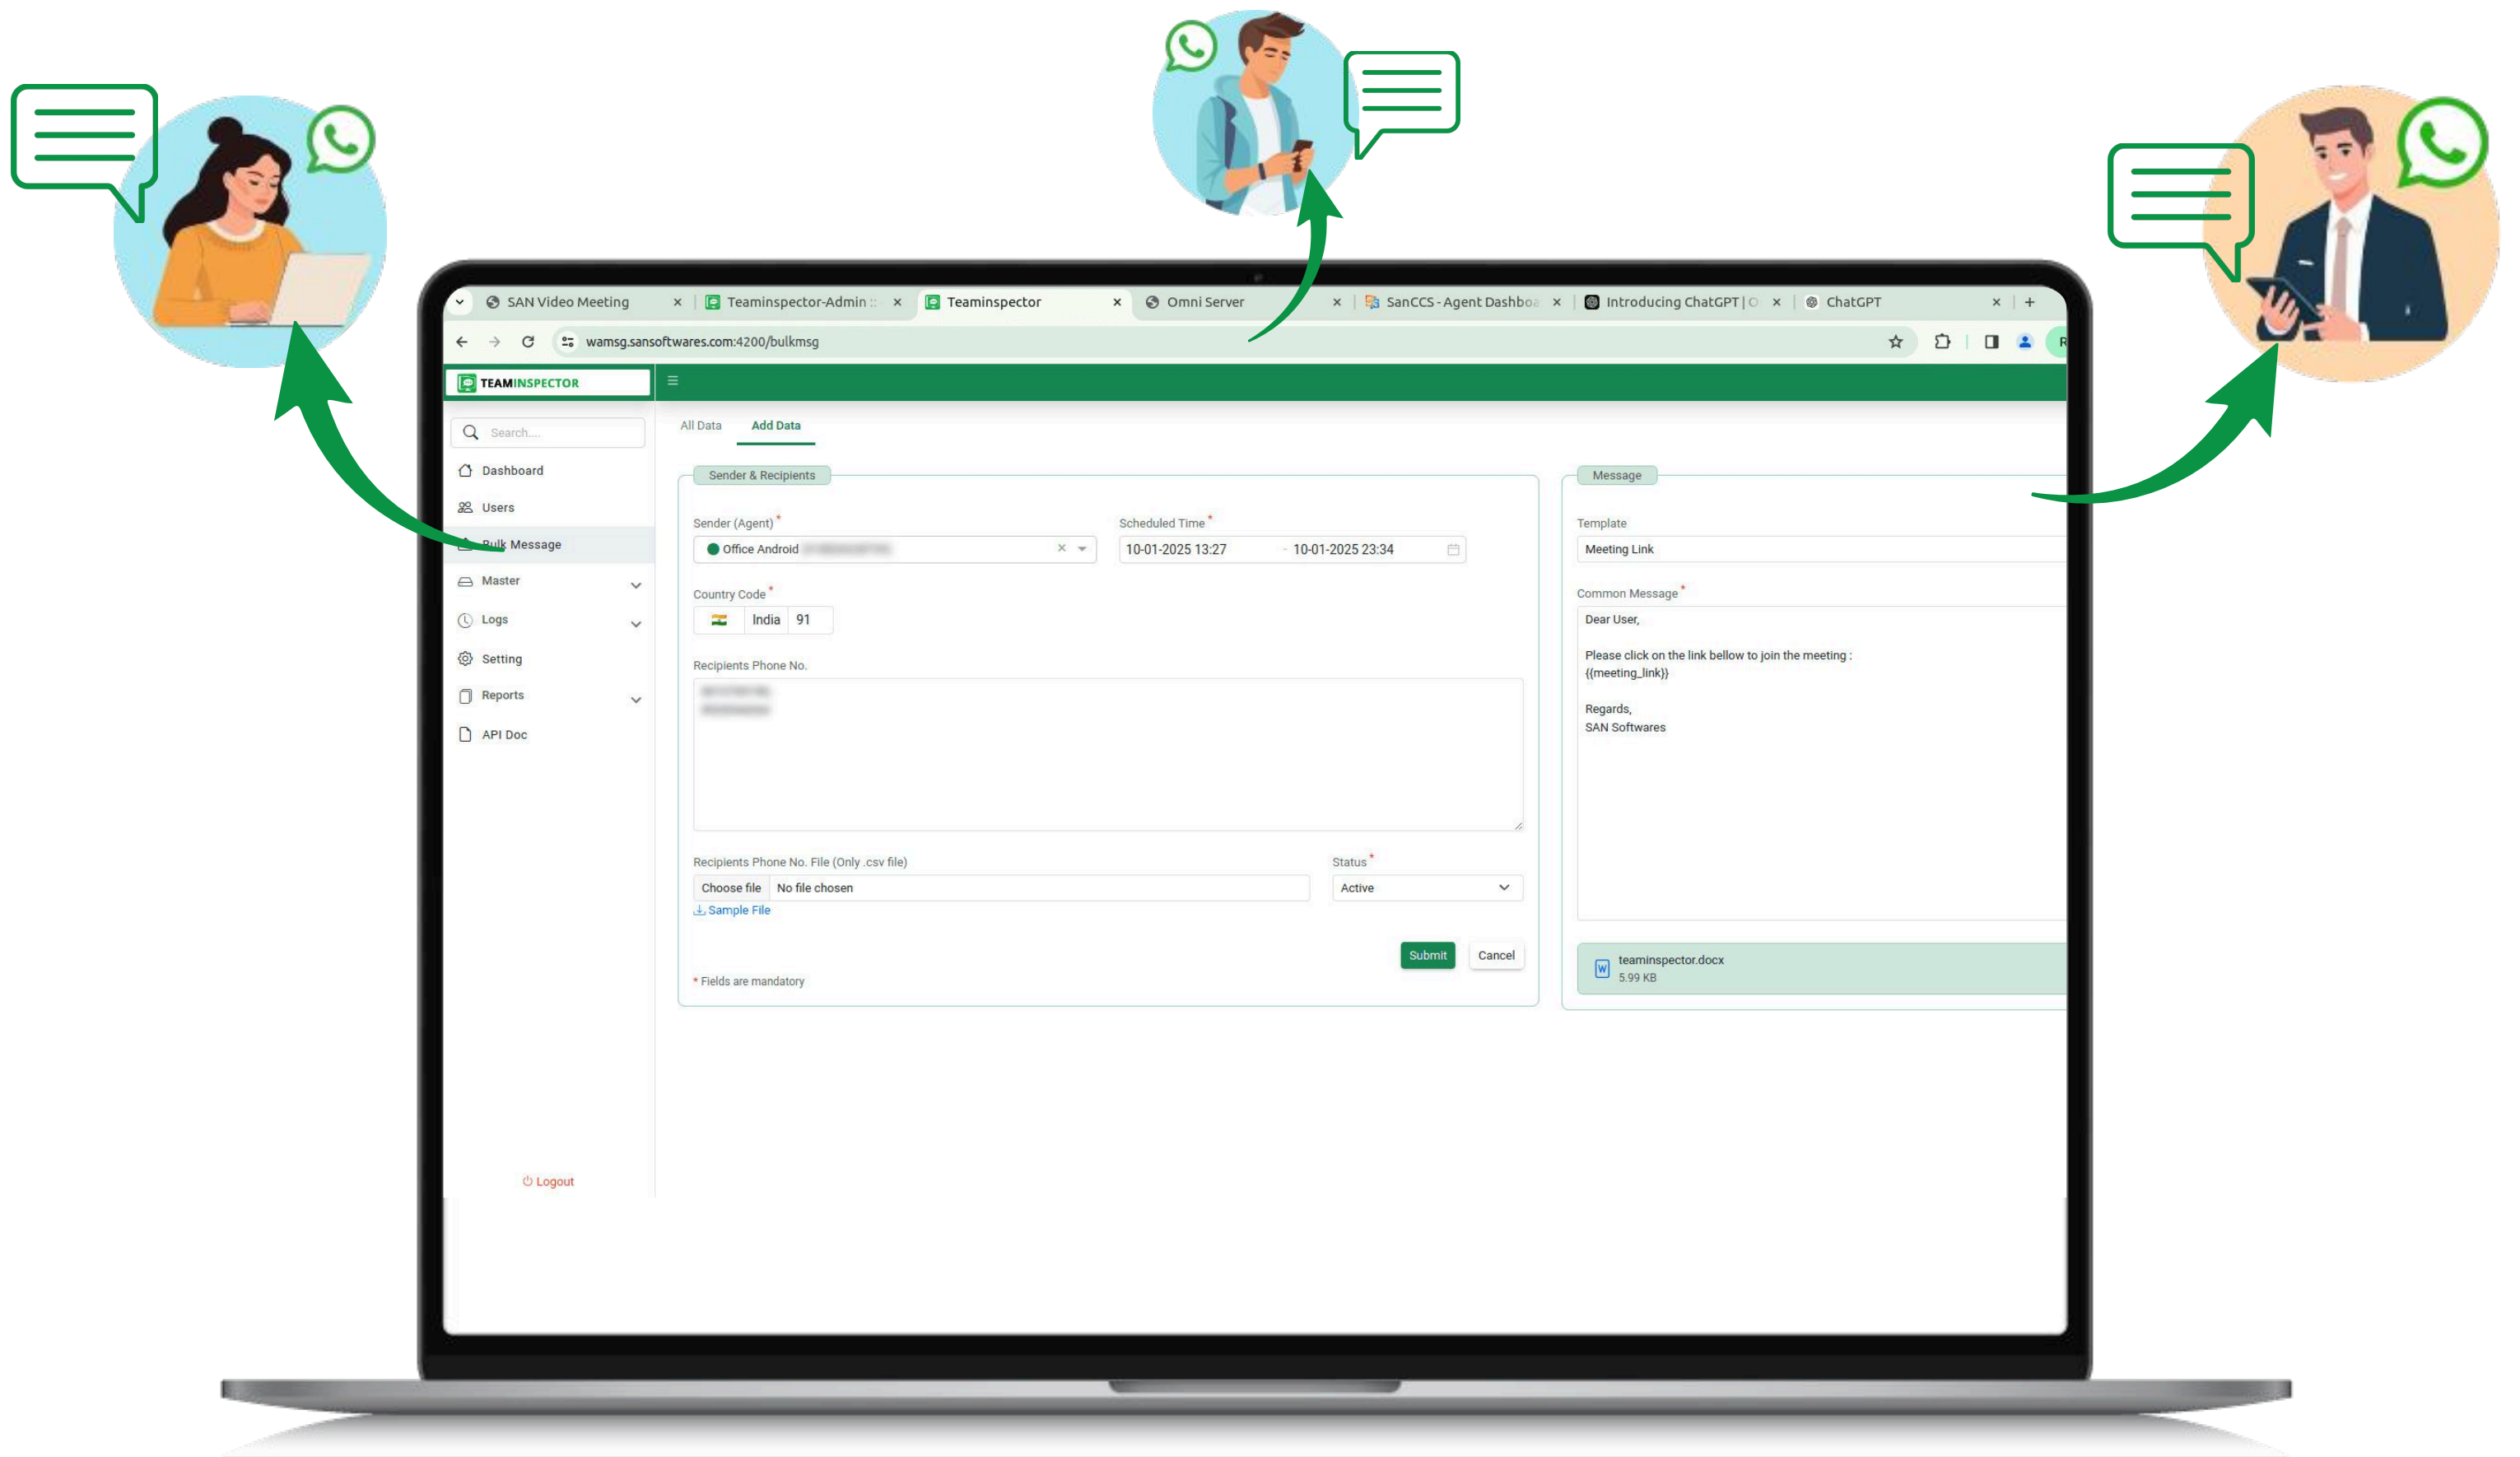 SAN Video Meeting
Teaminspector-Admin ::
Teaminspector
Omni Server
SanCCS - Agent Dashboa
Introducing ChatGPT | O
ChatGPT
wamsg.sansoftwares.com:4200/bulkmsg
R
TEAMINSPECTOR
Search....
Dashboard
Users
Bulk Message
Master
Logs
Setting
Reports
API Doc
Logout
All Data
Add Data
Sender & Recipients
Sender (Agent) *
Office Android
Scheduled Time *
10-01-2025 13:27 - 10-01-2025 23:34
Country Code *
India 91
Recipients Phone No.
Recipients Phone No. File (Only .csv file)
Choose file No file chosen
Sample File
Status *
Active
Submit
Cancel
* Fields are mandatory
Message
Template
Meeting Link
Common Message *
Dear User,
Please click on the link bellow to join the meeting :
{{meeting_link}}
Regards,
SAN Softwares
W
teaminspector.docx
5.99 KB